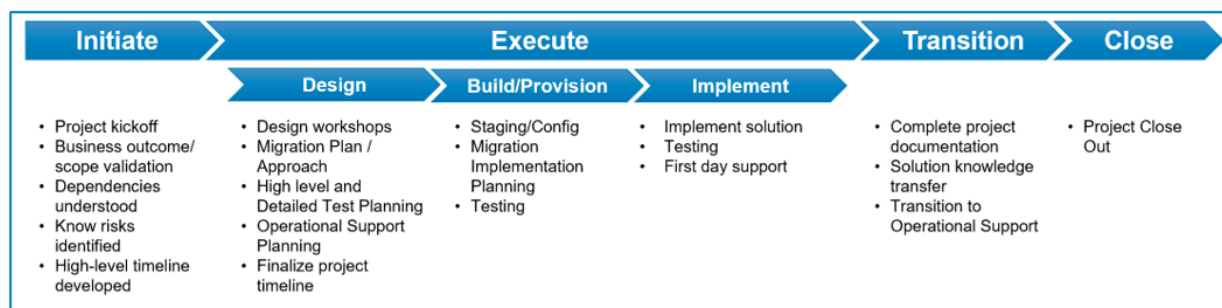 Initiate
Execute
Transition
Close
Design
Build/Provision
Implement
• Project kickoff
• Business outcome/
scope validation
• Dependencies
understood
• Know risks
identified
• High-level timeline
developed
• Design workshops
• Migration Plan /
Approach
• High level and
Detailed Test Planning
• Operational Support
Planning
• Finalize project
timeline
• Staging/Config
• Migration
Implementation
Planning
• Testing
• Implement solution
• Testing
• First day support
• Complete project
documentation
• Solution knowledge
transfer
• Transition to
Operational Support
• Project Close
Out